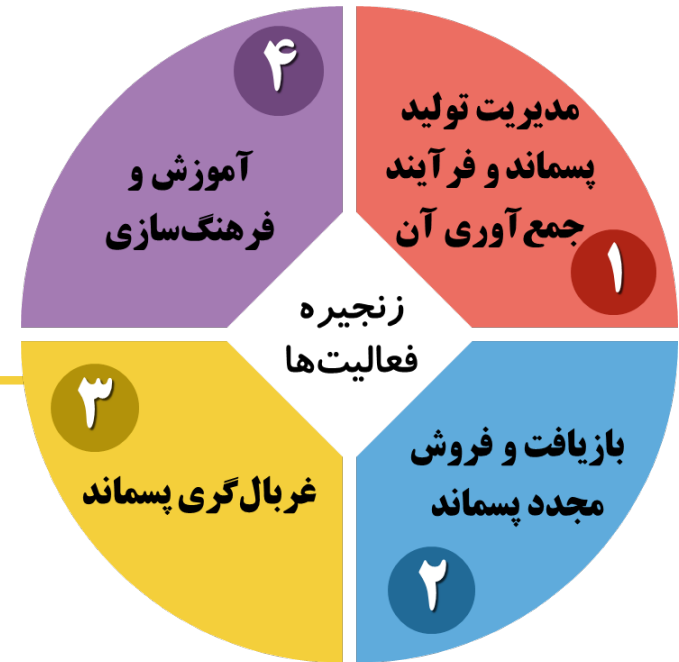 زنجیره
فعالیت‌ها
مدیریت تولید
پسماند و فرآیند
جمع‌آوری آن
۱
بازیافت و فروش
مجدد پسماند
۲
۳
غربال‌گری پسماند
۴
آموزش و
فرهنگ‌سازی